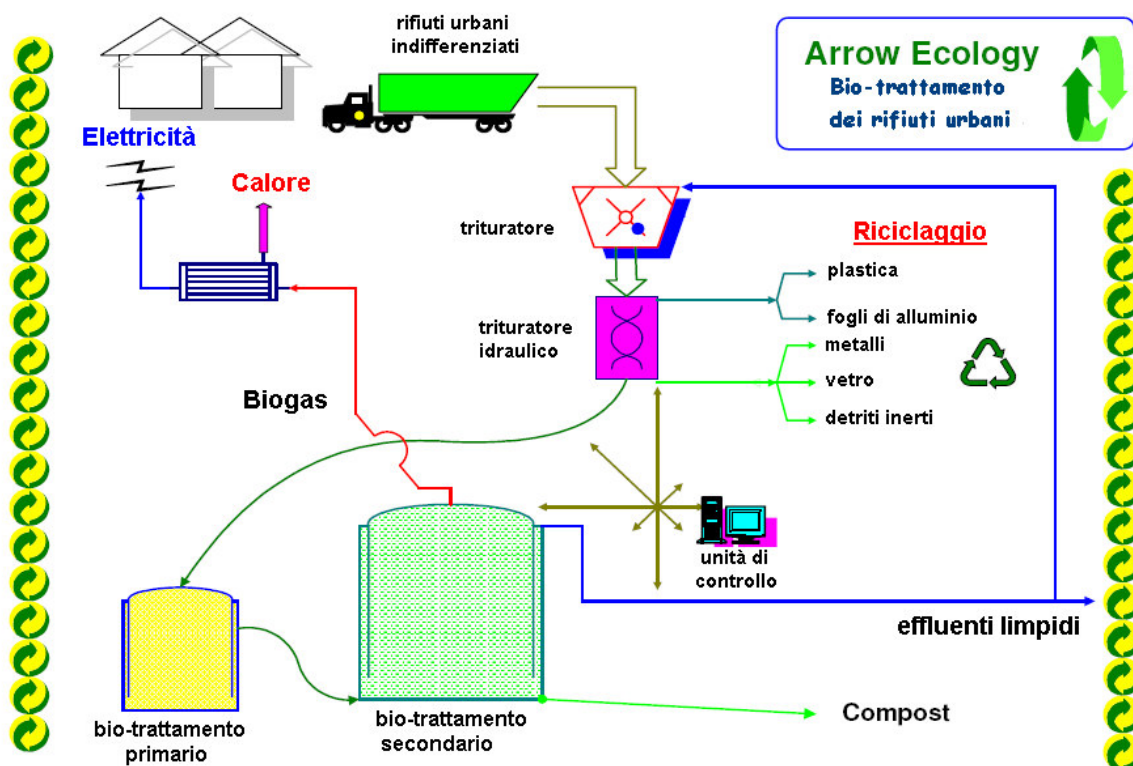 rifiuti urbani
indifferenziati
Arrow Ecology
Bio-trattamento
dei rifiuti urbani
Elettricità
Calore
trituratore
Riciclaggio
plastica
trituratore
idraulico
fogli di alluminio
metalli
vetro
detriti inerti
Biogas
unità di
controllo
effluenti limpidi
bio-trattamento
primario
bio-trattamento
secondario
Compost